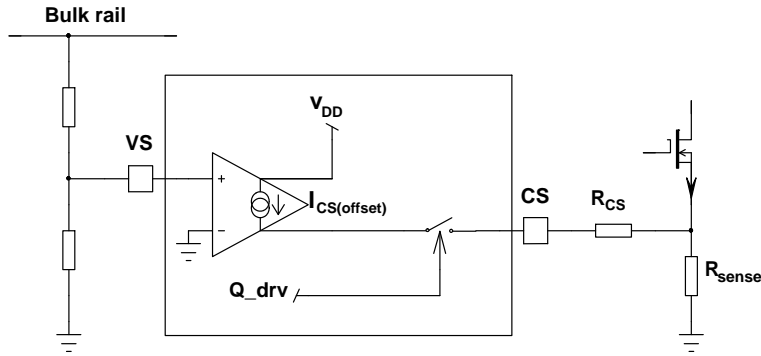 Bulk rail
vDD
VS
+
ICS(offset)
CS
RCS
−
Q_drv
Rsense